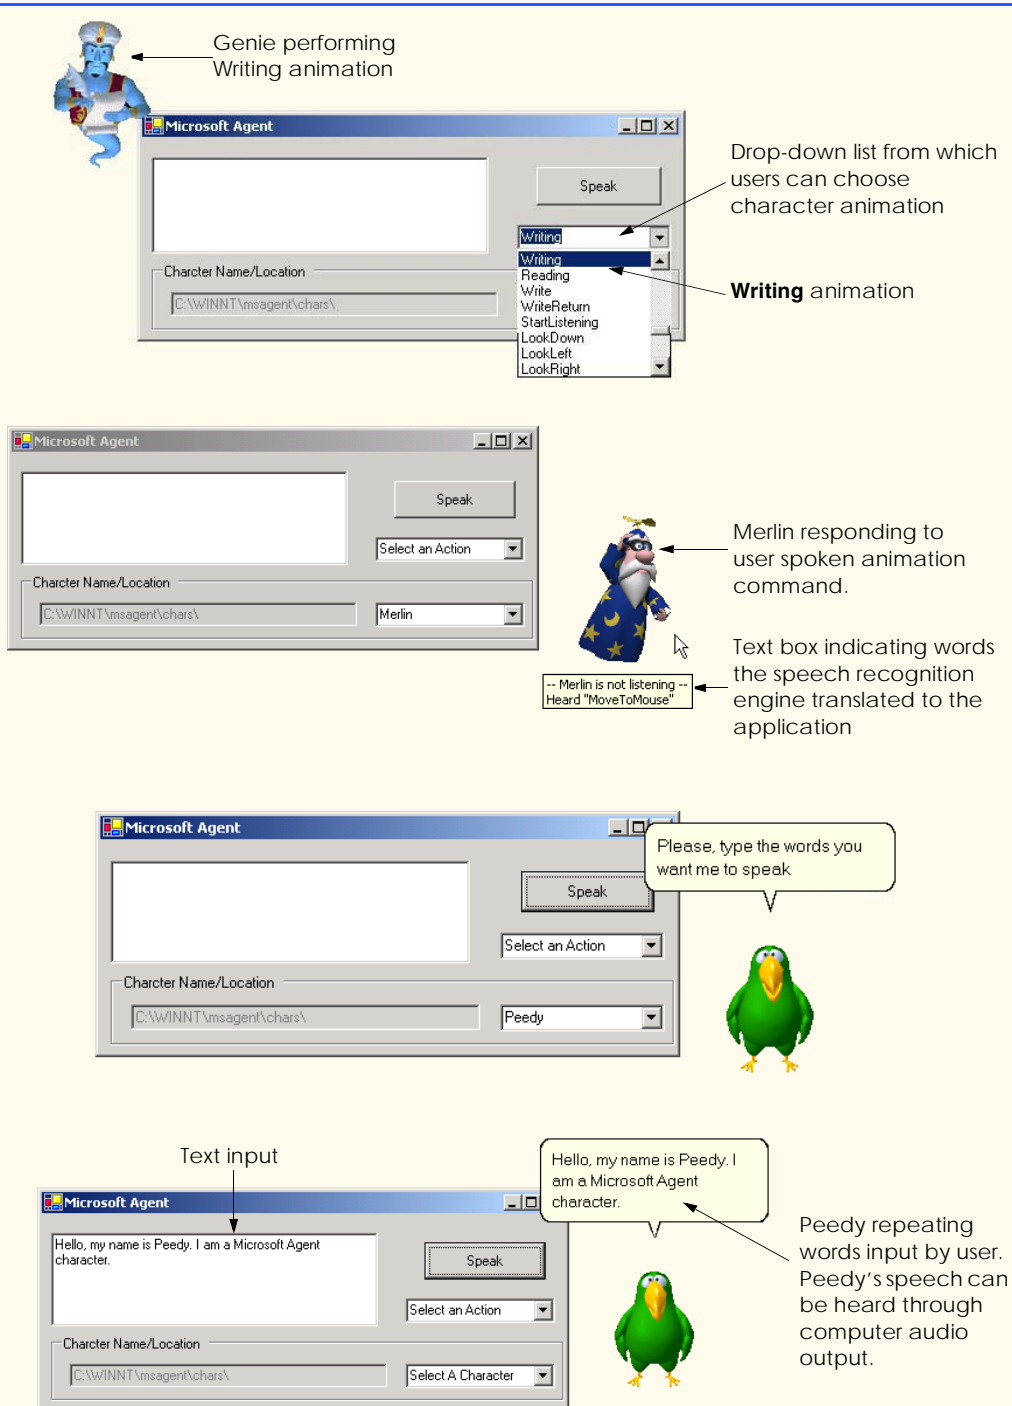 Genie performing
Writing animation
Microsoft Agent
Speak
Drop-down list from which
users can choose
character animation
Writing
Writing
Reading
Write
WriteReturn
StartListening
LookDown
LookLeft
LookRight
Writing animation
Charcter Name/Location
C:\WINNT\msagent\chars\
Microsoft Agent
Speak
Select an Action
Charcter Name/Location
C:\WINNT\msagent\chars\
Merlin
Merlin responding to
user spoken animation
command.
-- Merlin is not listening --
Heard "MoveToMouse"
Text box indicating words
the speech recognition
engine translated to the
application
Microsoft Agent
Please, type the words you
want me to speak
Speak
Select an Action
Charcter Name/Location
C:\WINNT\msagent\chars\
Peedy
Text input
Microsoft Agent
Hello, my name is Peedy. I
am a Microsoft Agent
character.
Hello, my name is Peedy. I am a Microsoft Agent
character.
Speak
Select an Action
Charcter Name/Location
C:\WINNT\msagent\chars\
Select A Character
Peedy repeating
words input by user.
Peedy’s speech can
be heard through
computer audio
output.